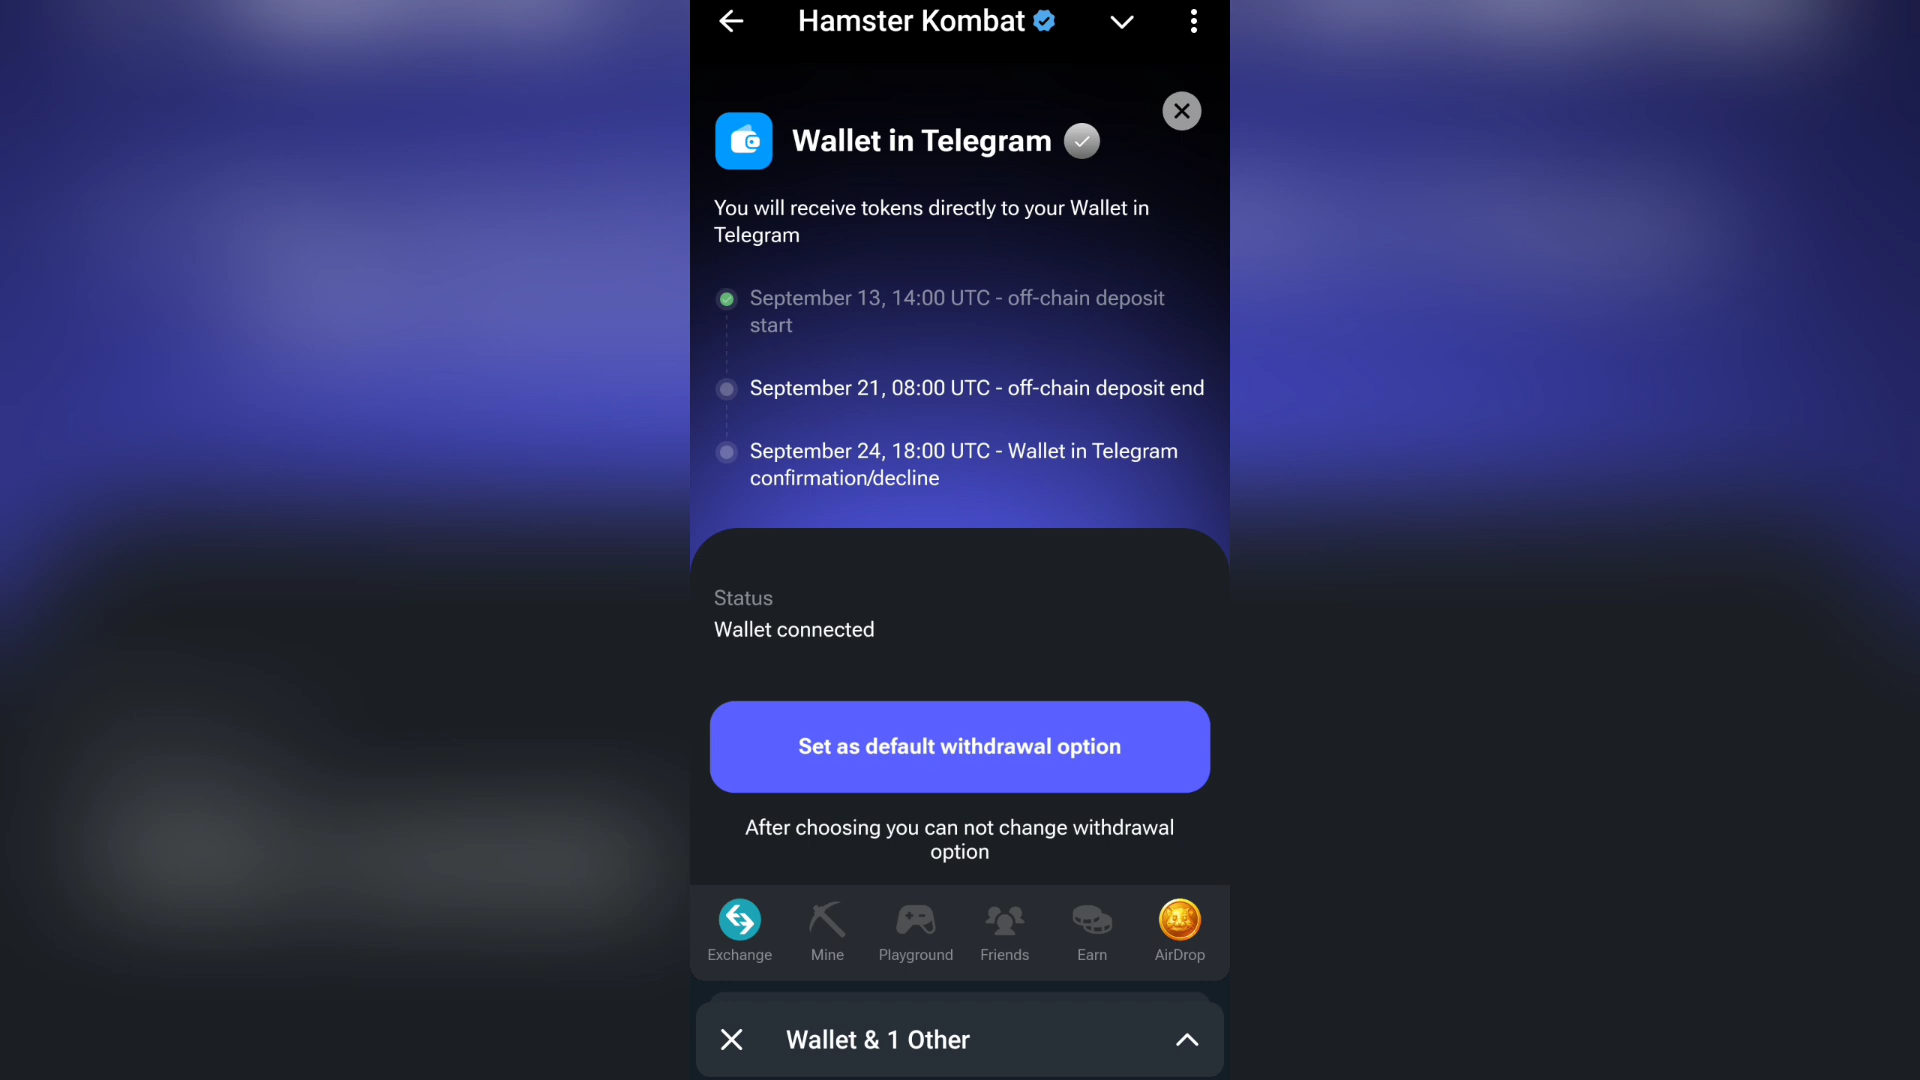 Hamster Kombat
Wallet in Telegram
You will receive tokens directly to your Wallet in
Telegram
September 13, 14:00 UTC - off-chain deposit
start
September 21, 08:00 UTC - off-chain deposit end
September 24, 18:00 UTC - Wallet in Telegram
confirmation/decline
Status
Wallet connected
Set as default withdrawal option
After choosing you can not change withdrawal
option
Exchange
Mine
Playground
Friends
Earn
AirDrop
Wallet & 1 Other